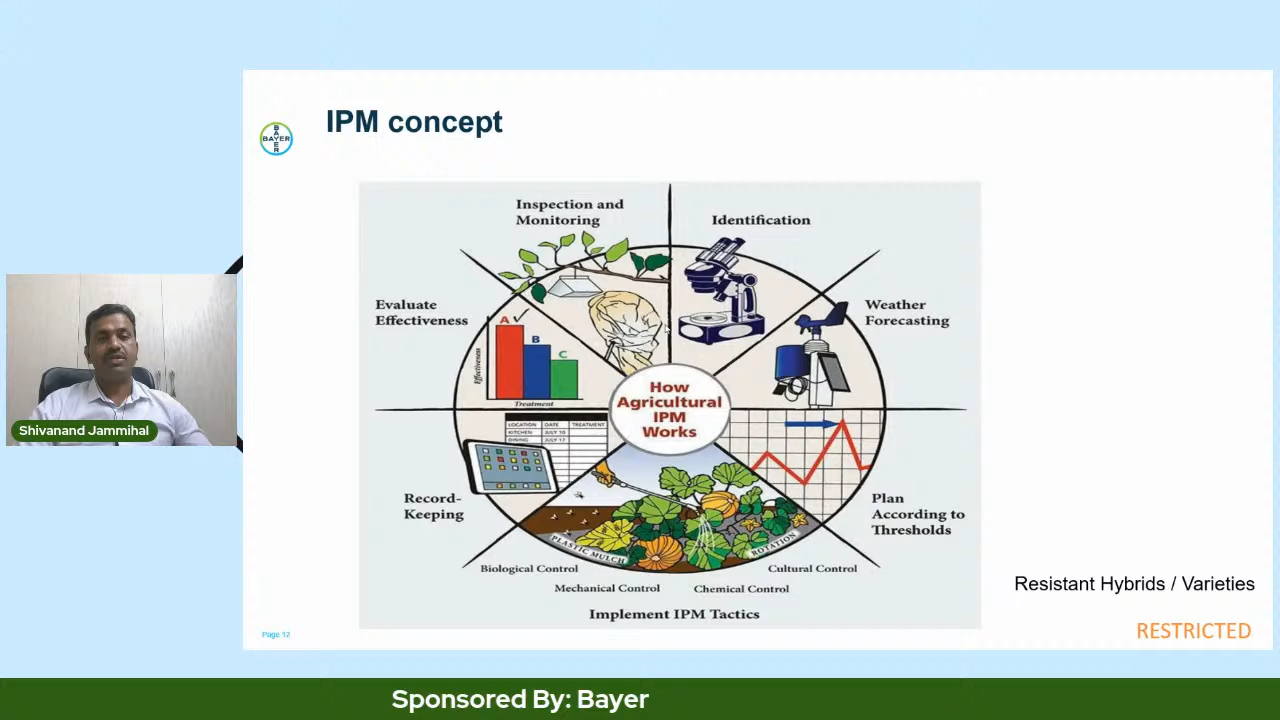 IPM concept
BAYER
BAYER
Inspection and
Monitoring
Identification
Evaluate
Effectiveness
Weather
Forecasting
A
B
C
Effectiveness
Treatment
How
Agricultural
IPM
Works
LOCATION DATE TREATMENT
KITCHEN JULY 10
DINING JULY 17
Record-
Keeping
Plan
According to
Thresholds
PLASTIC MULCH
ROTATION
Biological Control
Cultural Control
Mechanical Control
Chemical Control
Implement IPM Tactics
Resistant Hybrids / Varieties
RESTRICTED
Page 12
Shivanand Jammihal
Sponsored By: Bayer